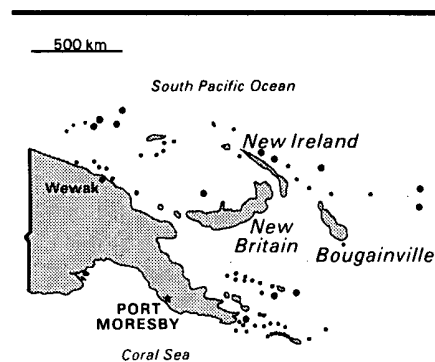 500 km
South Pacific Ocean
New Ireland
Wewak
New
Britain
Bougainville
PORT
MORESBY
Coral Sea